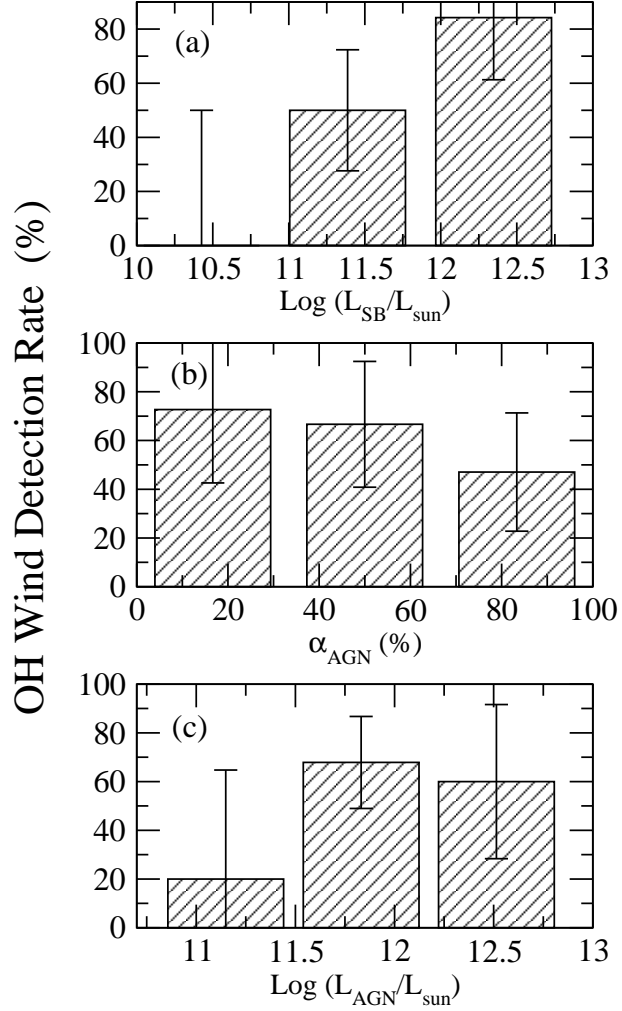 OH Wind Detection Rate (%)
(a)
80
60
40
20
0
10 10.5 11 11.5 12 12.5 13
Log (L_SB/L_sun)
(b)
100
80
60
40
20
0
0 20 40 60 80 100
α_AGN (%)
(c)
100
80
60
40
20
0
11 11.5 12 12.5 13
Log (L_AGN/L_sun)